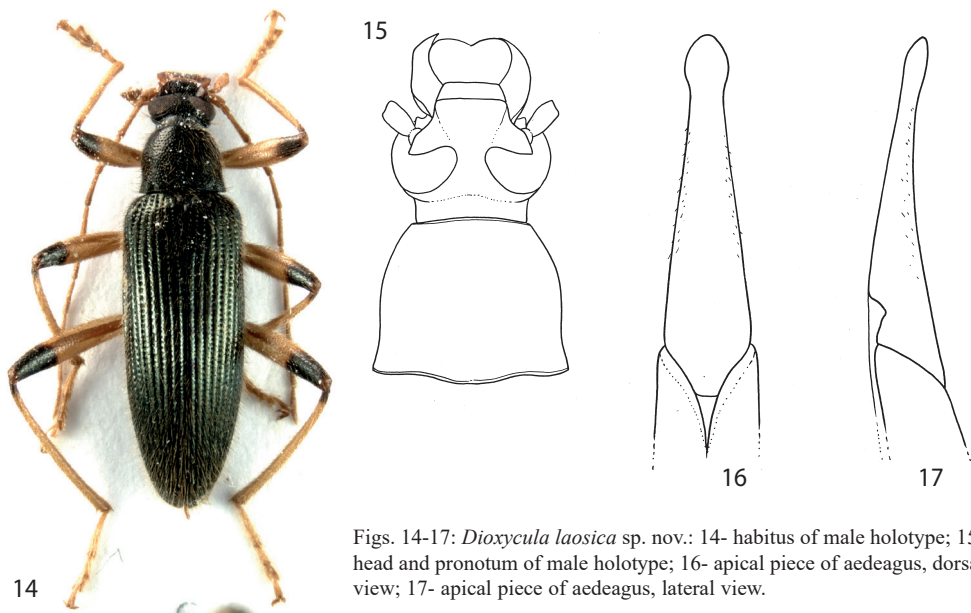 15
14
16
17
Figs. 14-17: Dioxycula laosica sp. nov.: 14- habitus of male holotype; 15
head and pronotum of male holotype; 16- apical piece of aedeagus, dorsa
view; 17- apical piece of aedeagus, lateral view.